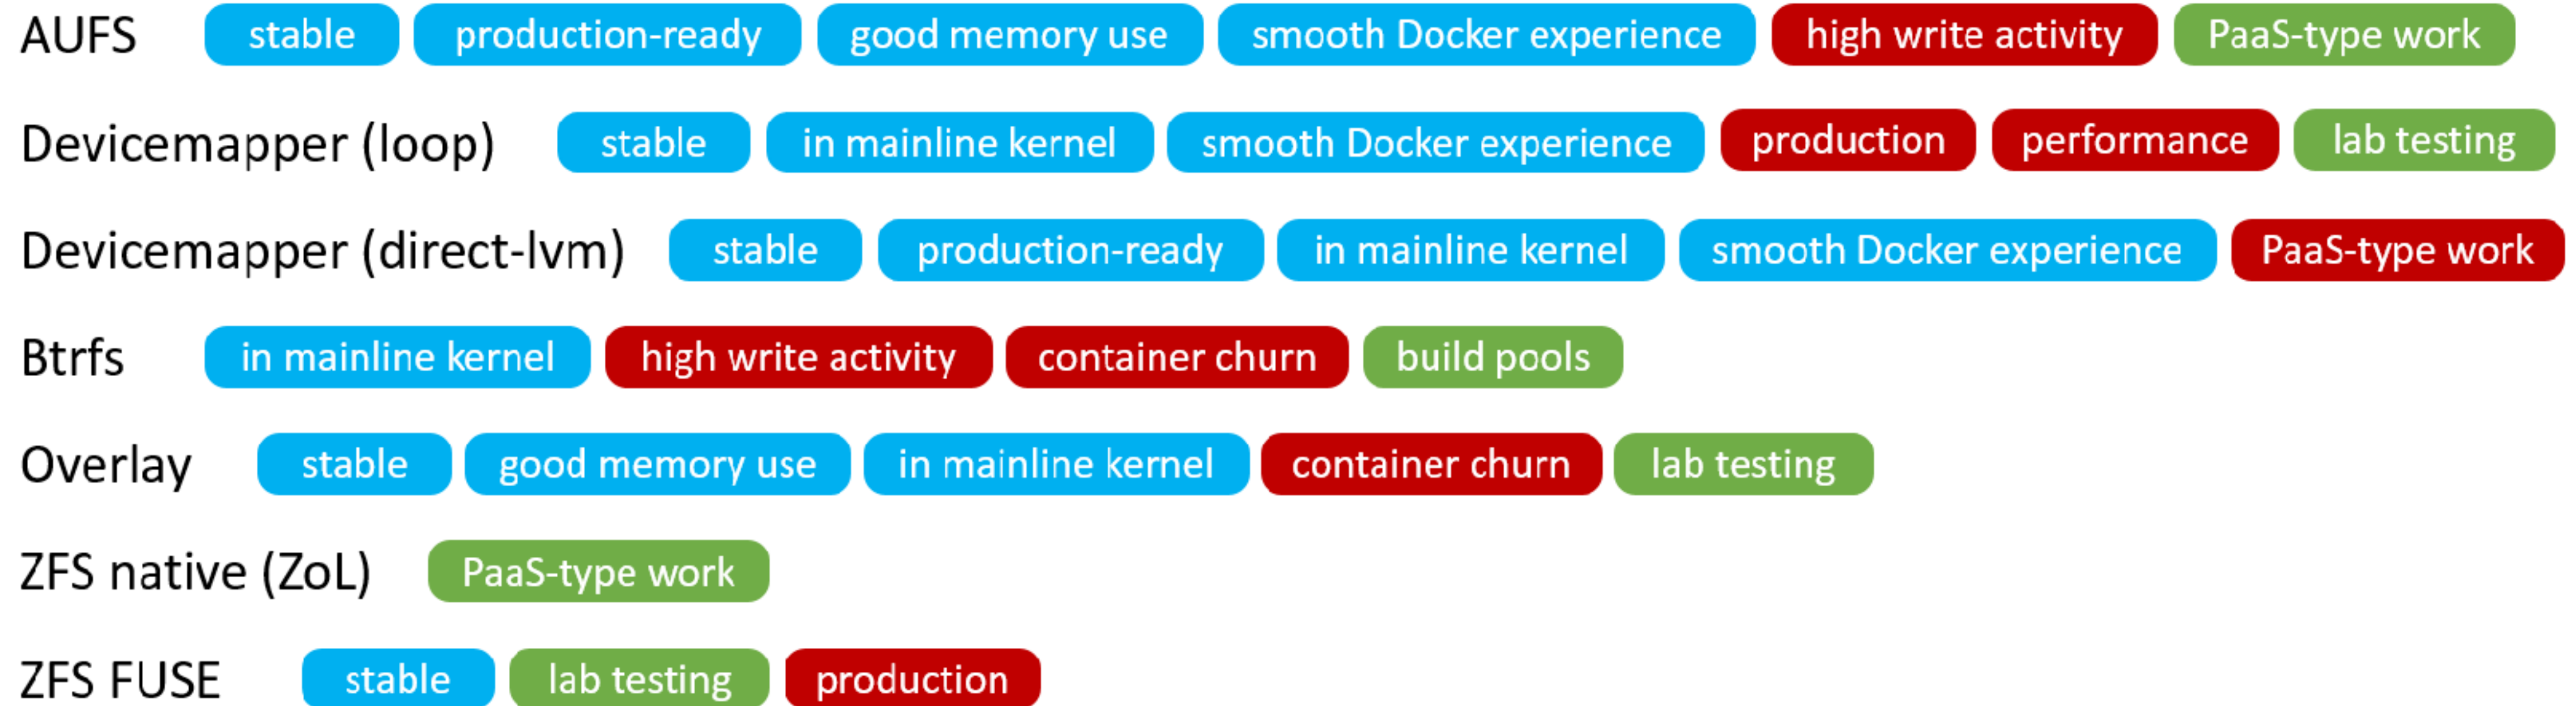 AUFS stable production-ready good memory use smooth Docker experience high write activity PaaS-type work
Devicemapper (loop) stable in mainline kernel smooth Docker experience production performance lab testing
Devicemapper (direct-lvm) stable production-ready in mainline kernel smooth Docker experience PaaS-type work
Btrfs in mainline kernel high write activity container churn build pools
Overlay stable good memory use in mainline kernel container churn lab testing
ZFS native (ZoL) PaaS-type work
ZFS FUSE stable lab testing production